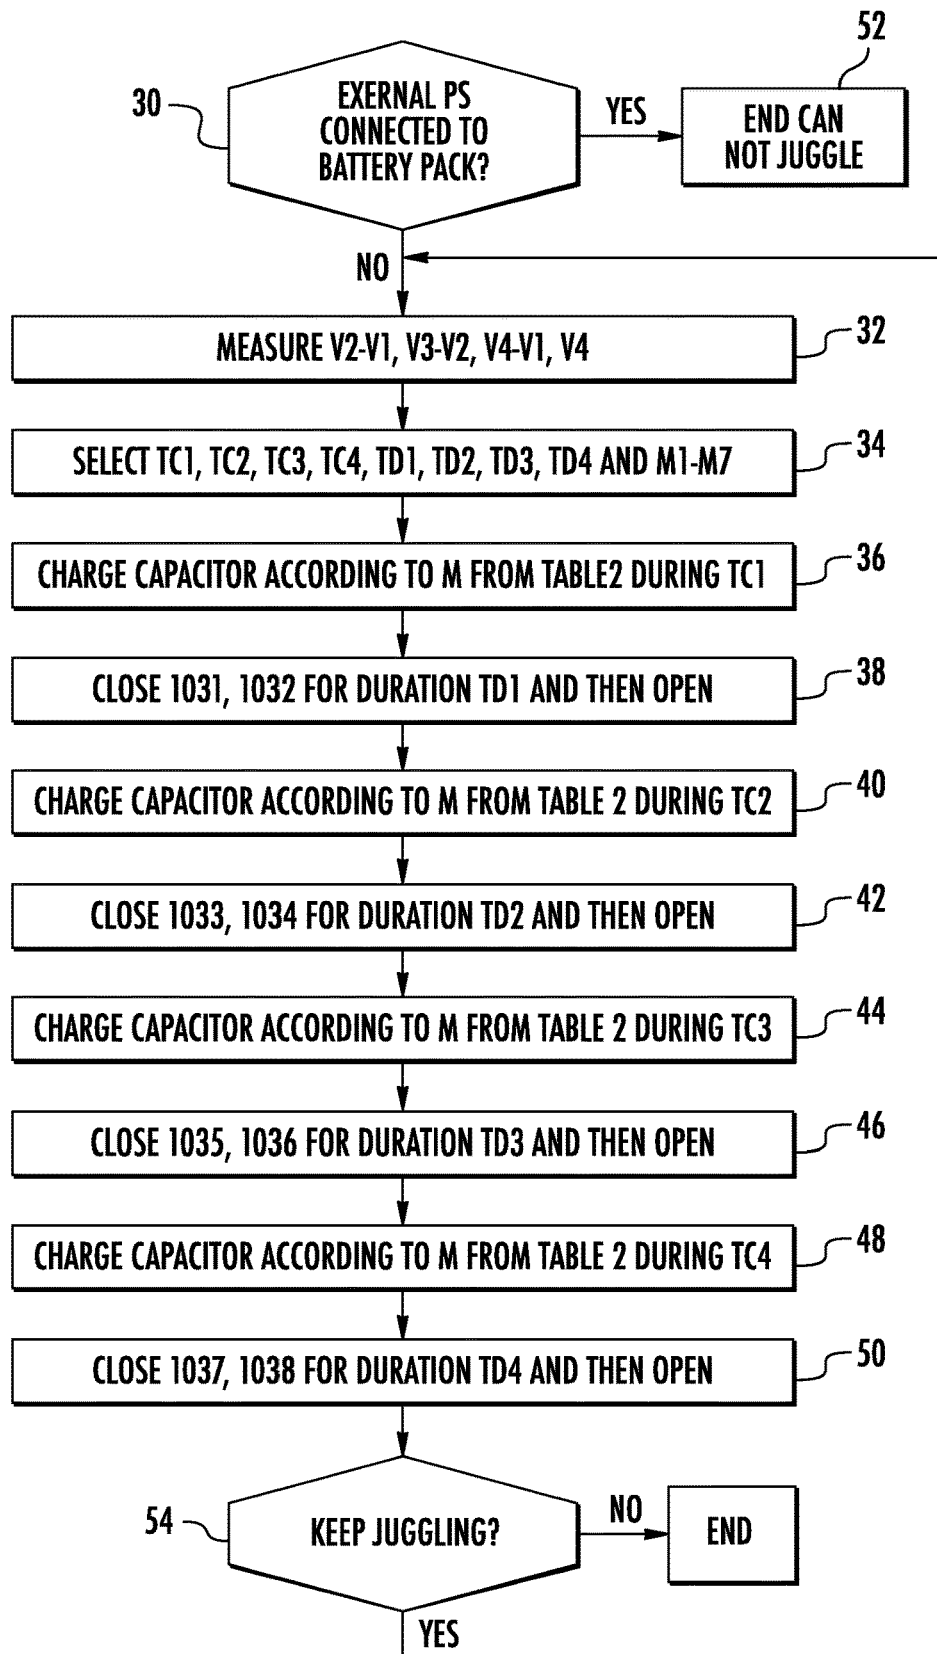 52
30
EXERNAL PS
CONNECTED TO
BATTERY PACK?
YES
END CAN
NOT JUGGLE
NO
MEASURE V2-V1, V3-V2, V4-V1, V4
32
SELECT TC1, TC2, TC3, TC4, TD1, TD2, TD3, TD4 AND M1-M7
34
CHARGE CAPACITOR ACCORDING TO M FROM TABLE2 DURING TC1
36
CLOSE 1031, 1032 FOR DURATION TD1 AND THEN OPEN
38
CHARGE CAPACITOR ACCORDING TO M FROM TABLE 2 DURING TC2
40
CLOSE 1033, 1034 FOR DURATION TD2 AND THEN OPEN
42
CHARGE CAPACITOR ACCORDING TO M FROM TABLE 2 DURING TC3
44
CLOSE 1035, 1036 FOR DURATION TD3 AND THEN OPEN
46
CHARGE CAPACITOR ACCORDING TO M FROM TABLE 2 DURING TC4
48
CLOSE 1037, 1038 FOR DURATION TD4 AND THEN OPEN
50
54
KEEP JUGGLING?
NO
END
YES